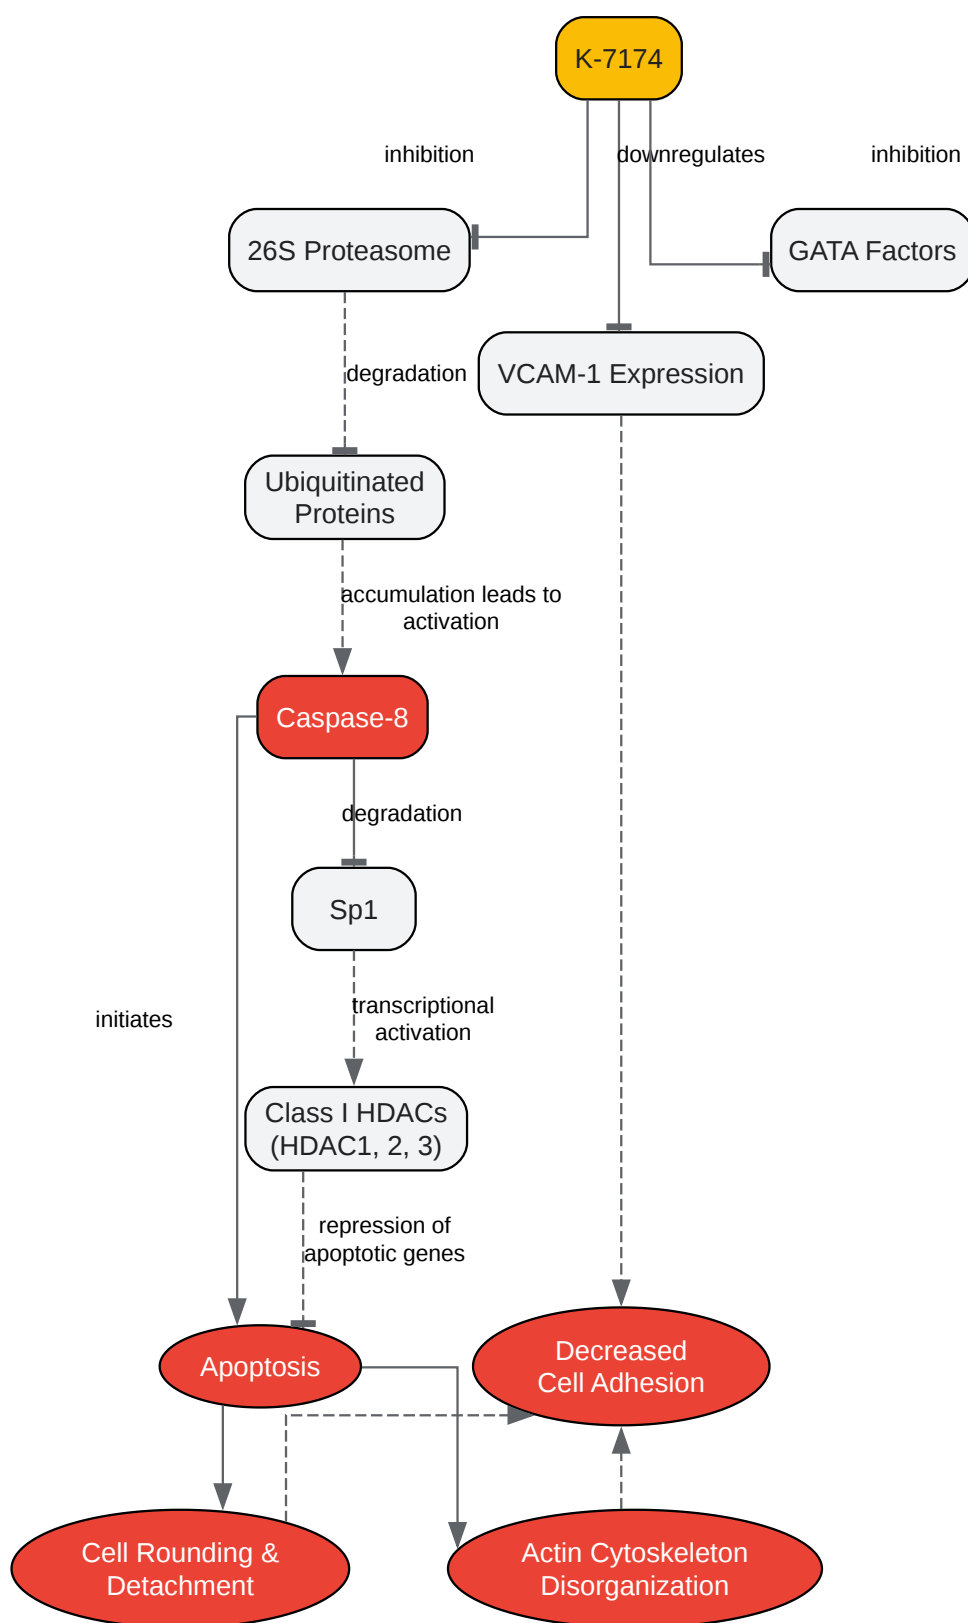 K-7174
inhibition
downregulates
inhibition
26S Proteasome
GATA Factors
degradation
VCAM-1 Expression
Ubiquitinated
Proteins
accumulation leads to
activation
Caspase-8
degradation
Sp1
initiates
transcriptional
activation
Class I HDACs
(HDAC1, 2, 3)
repression of
apoptotic genes
Apoptosis
Decreased
Cell Adhesion
Cell Rounding &
Detachment
Actin Cytoskeleton
Disorganization